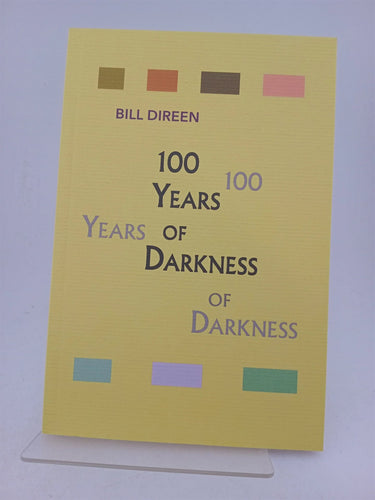 BILL DIREEN
100
100
YEARS
YEARS OF
DARKNESS
OF
DARKNESS